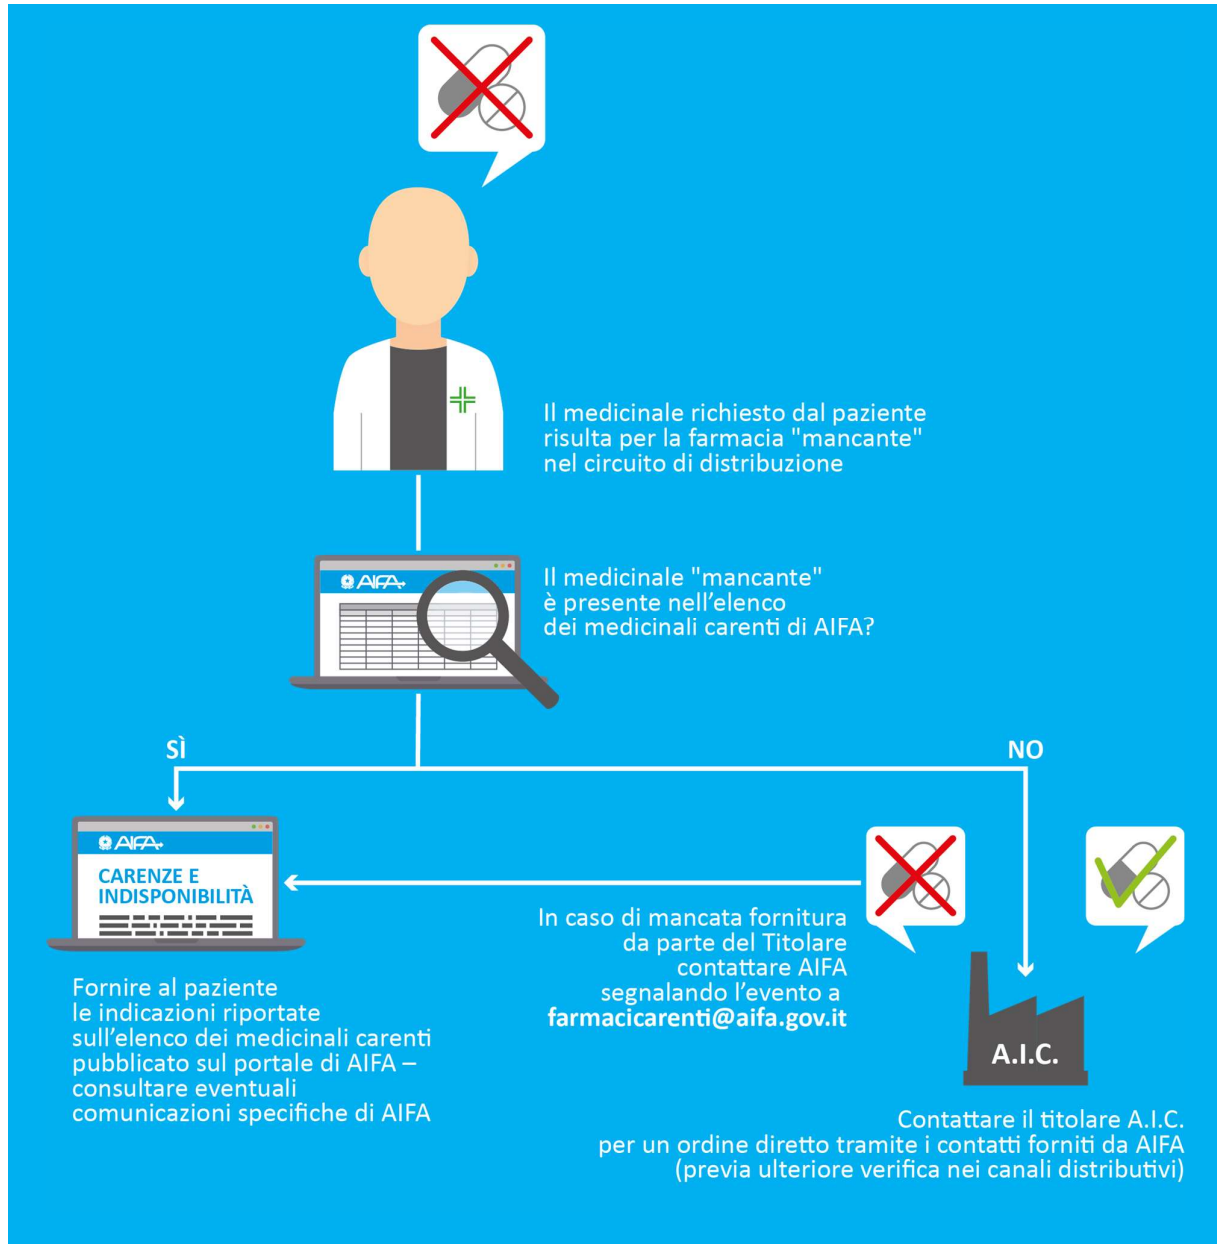 Il medicinale richiesto dal paziente
risulta per la farmacia "mancante"
nel circuito di distribuzione
AIFA
Il medicinale "mancante"
è presente nell’elenco
dei medicinali carenti di AIFA?
SÌ
NO
AIFA
CARENZE E
INDISPONIBILITÀ
In caso di mancata fornitura
da parte del Titolare
contattare AIFA
segnalando l’evento a
farmacicarenti@aifa.gov.it
Fornire al paziente
le indicazioni riportate
sull’elenco dei medicinali carenti
pubblicato sul portale di AIFA –
consultare eventuali
comunicazioni specifiche di AIFA
A.I.C.
Contattare il titolare A.I.C.
per un ordine diretto tramite i contatti forniti da AIFA
(previa ulteriore verifica nei canali distributivi)